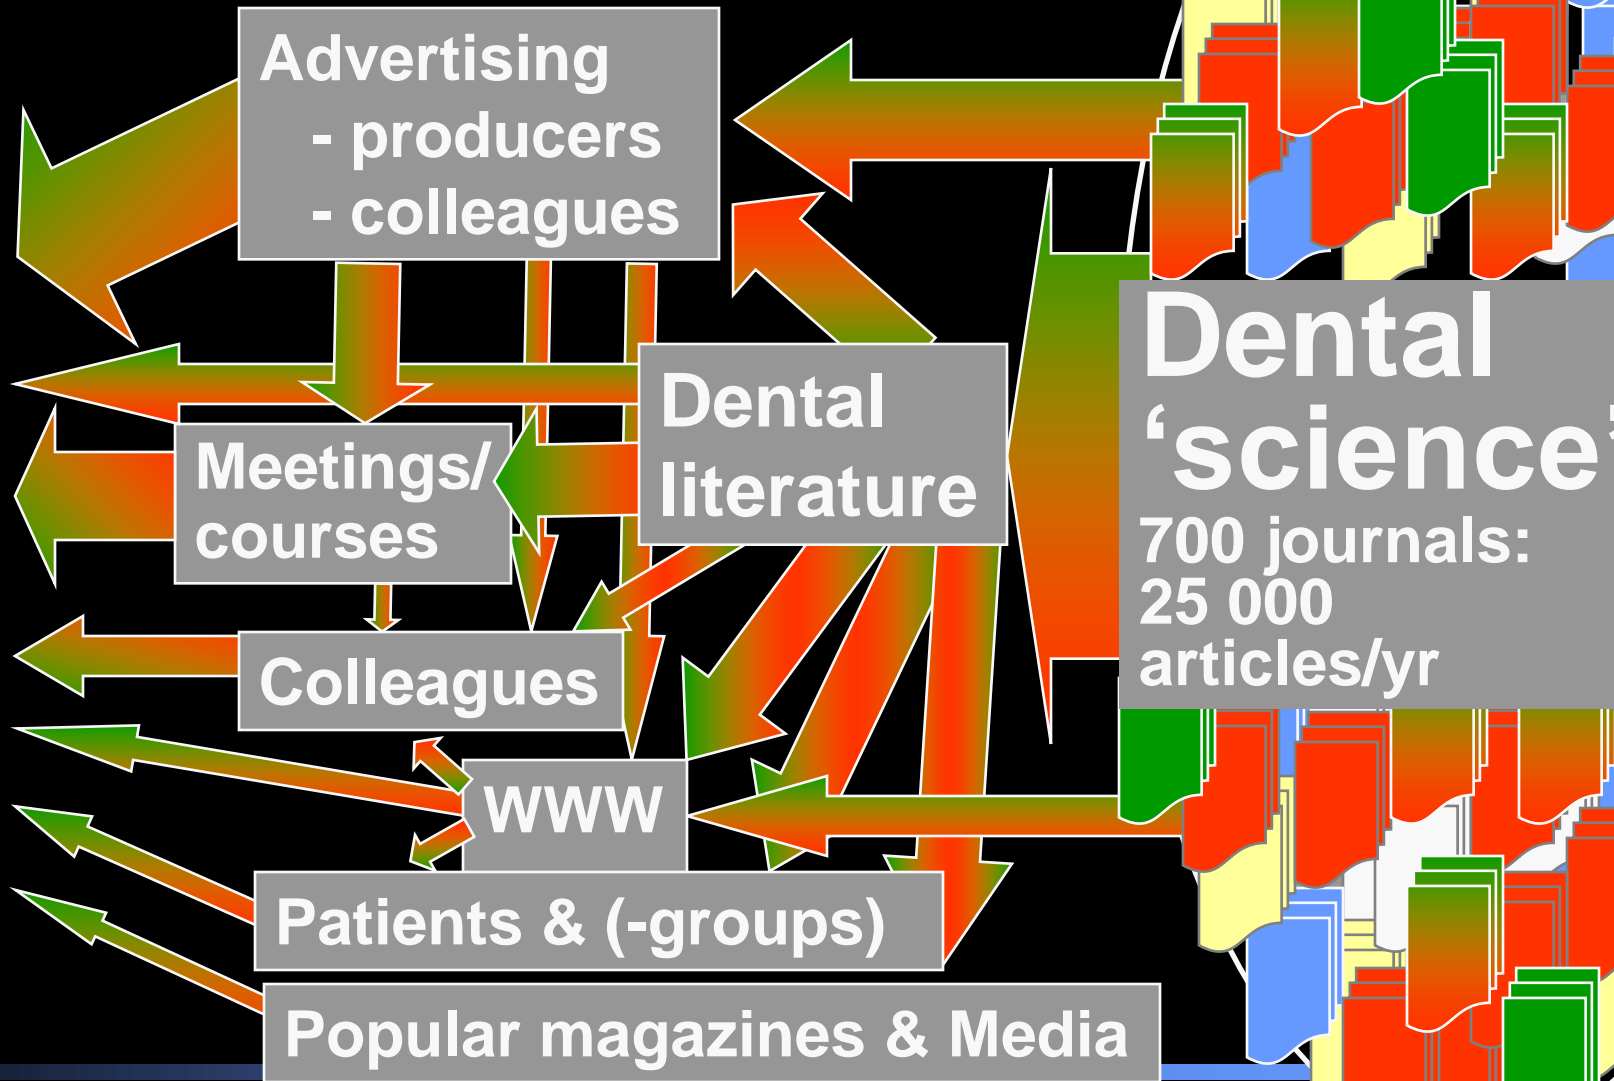 Advertising
- producers
- colleagues
Dental
literature
Meetings/
courses
Colleagues
WWW
Patients & (-groups)
Popular magazines & Media
Dental
‘science’
700 journals:
25 000
articles/yr